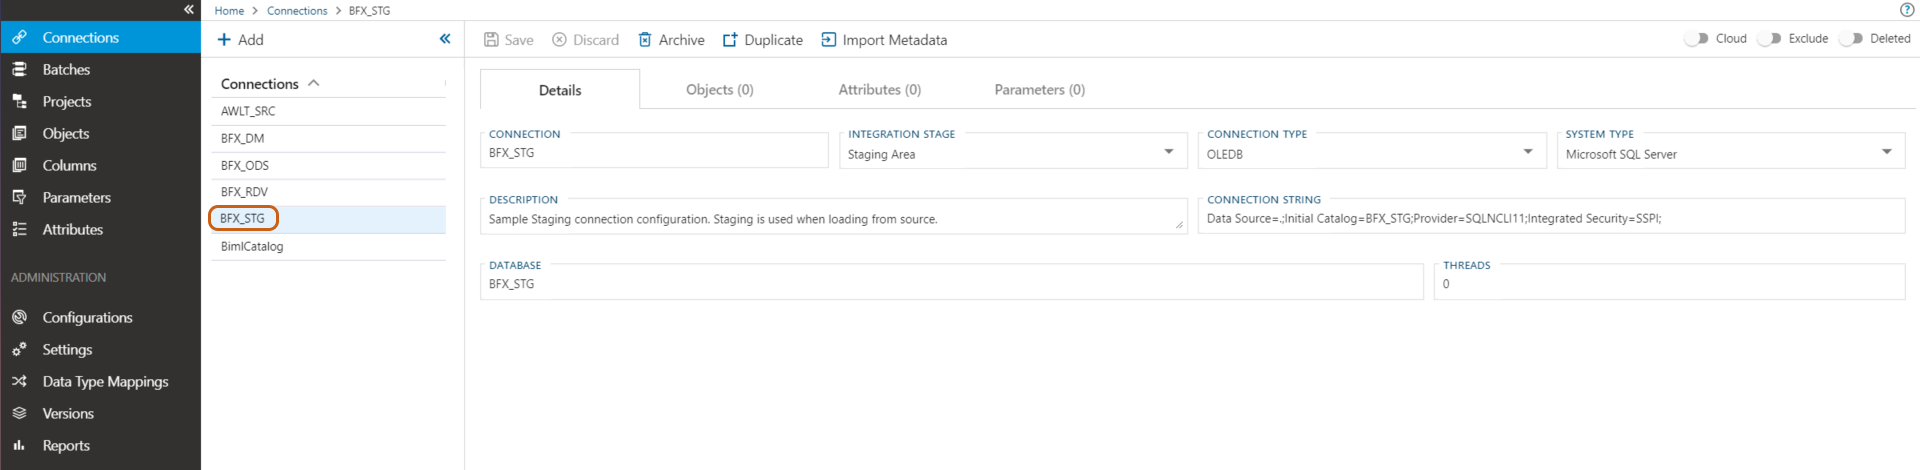 Home > Connections > BFX_STG
Connections
Batches
Projects
Objects
Columns
Parameters
Attributes
ADMINISTRATION
Configurations
Settings
Data Type Mappings
Versions
Reports
+ Add
Connections
AWLT_SRC
BFX_DM
BFX_ODS
BFX_RDV
BFX_STG
BimlCatalog
Save Discard Archive Duplicate Import Metadata Cloud Exclude Deleted
Details Objects (0) Attributes (0) Parameters (0)
CONNECTION
BFX_STG
INTEGRATION STAGE
Staging Area
CONNECTION TYPE
OLEDB
SYSTEM TYPE
Microsoft SQL Server
DESCRIPTION
Sample Staging connection configuration. Staging is used when loading from source.
CONNECTION STRING
Data Source=.;Initial Catalog=BFX_STG;Provider=SQLNCLI11;Integrated Security=SSPI;
DATABASE
BFX_STG
THREADS
0